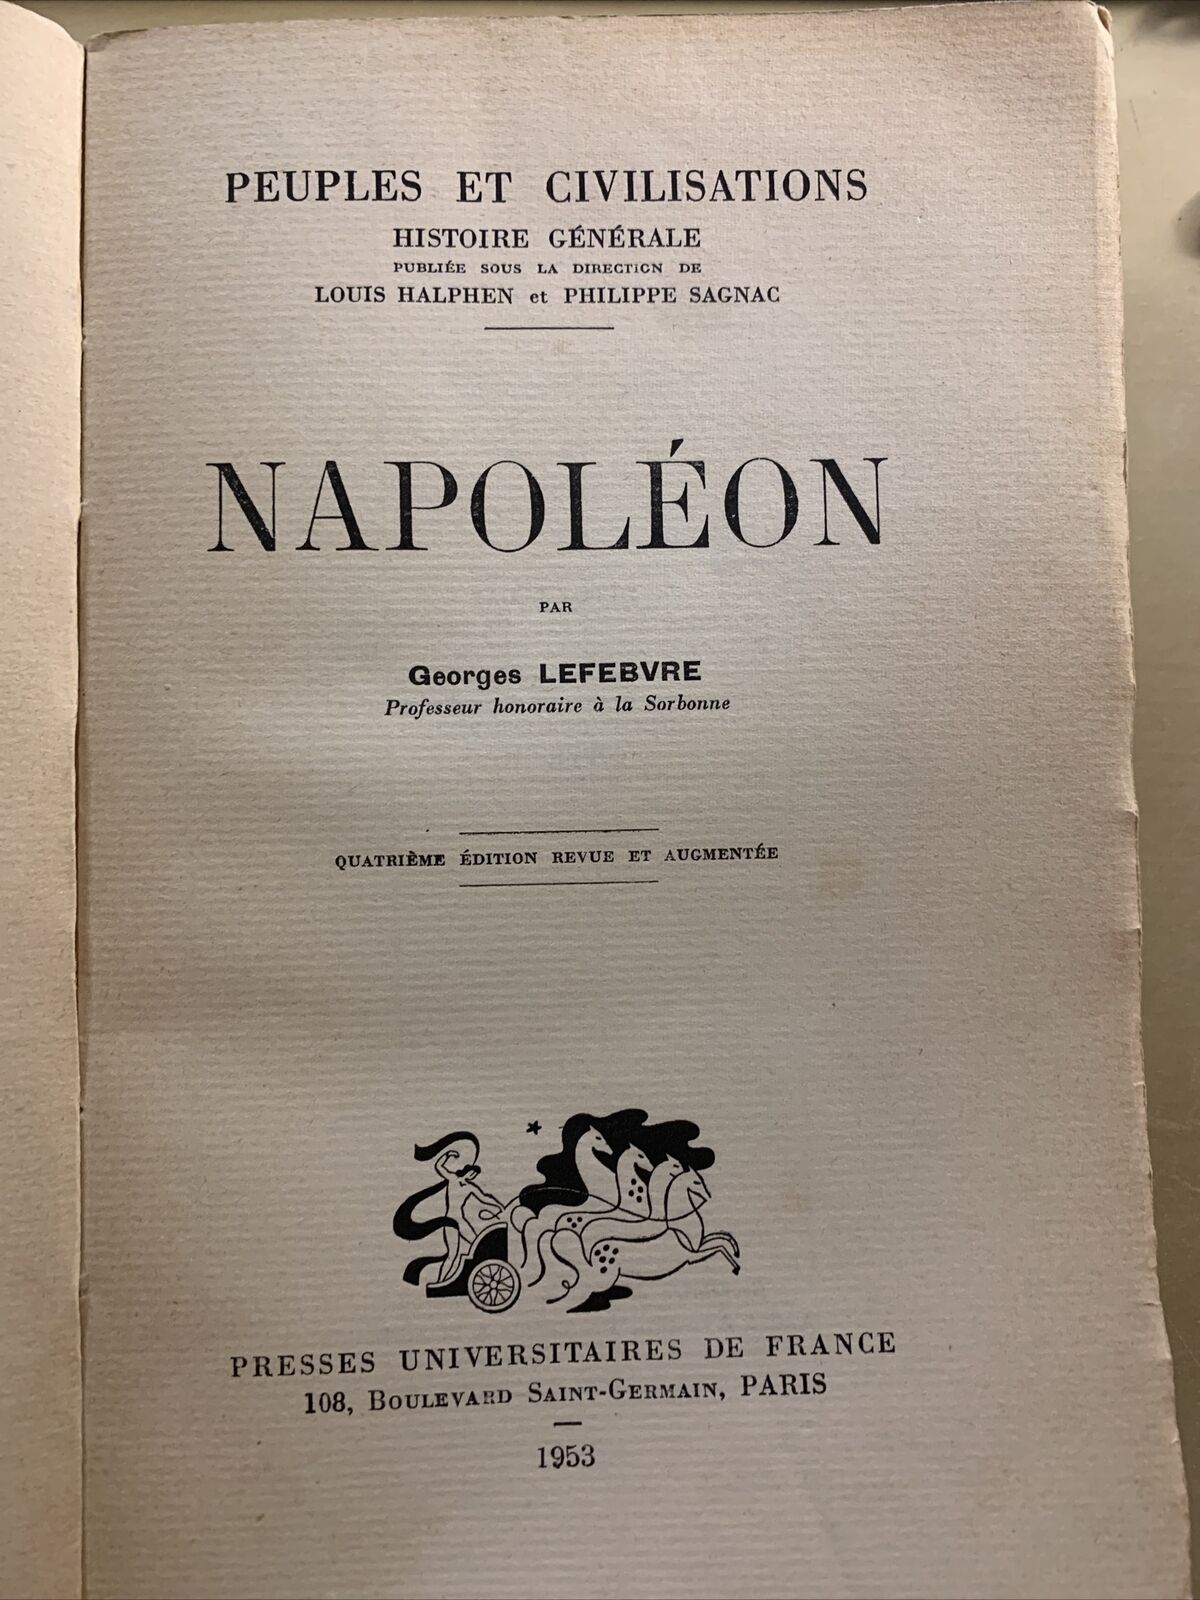 PEUPLES ET CIVILISATIONS
HISTOIRE GÉNÉRALE
PUBLIÉE SOUS LA DIRECTION DE
LOUIS HALPHEN et PHILIPPE SAGNAC
NAPOLÉON
PAR
Georges LEFEBVRE
Professeur honoraire à la Sorbonne
QUATRIÈME ÉDITION REVUE ET AUGMENTÉE
PRESSES UNIVERSITAIRES DE FRANCE
108, BOULEVARD SAINT-GERMAIN, PARIS
1953